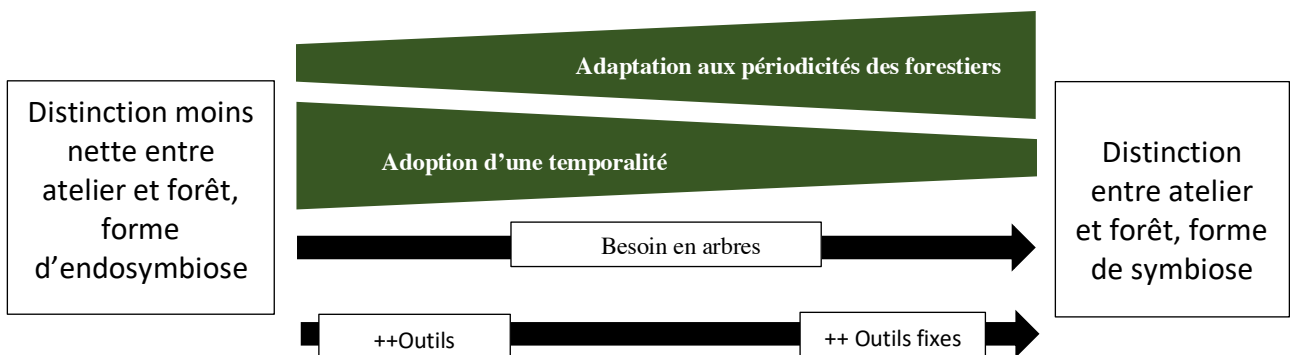 Adaptation aux périodicités des forestiers
Distinction moins
nette entre
atelier et forêt,
forme
d'endosymbiose
Adoption d'une temporalité
Distinction
entre atelier
et forêt, forme
de symbiose
Besoin en arbres
++Outils
++ Outils fixes